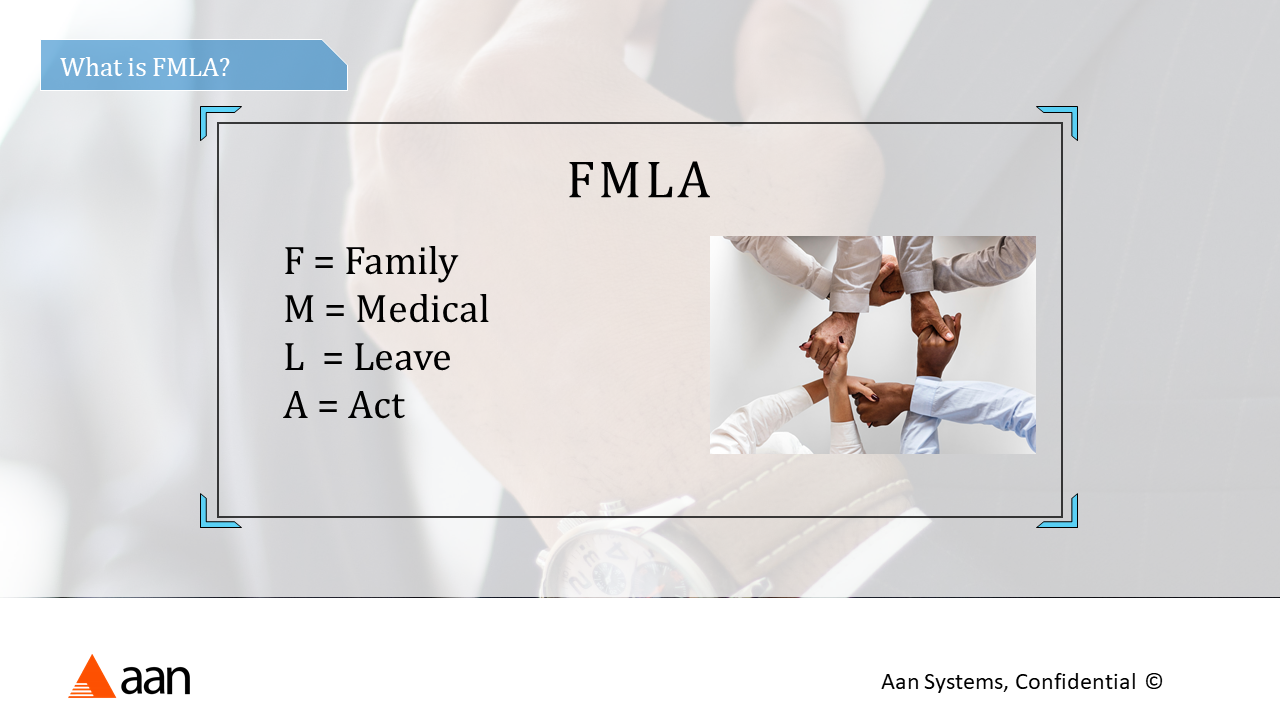 What is FMLA?
FMLA
F = Family
M = Medical
L = Leave
A = Act
aan
Aan Systems, Confidential ©